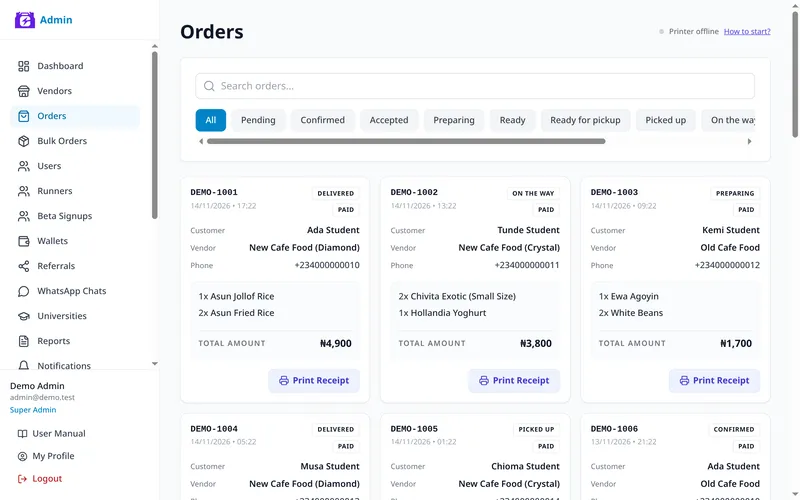 Admin
Dashboard
Vendors
Orders
Bulk Orders
Users
Runners
Beta Signups
Wallets
Referrals
WhatsApp Chats
Universities
Reports
Notifications
Demo Admin
admin@demo.test
Super Admin
User Manual
My Profile
Logout
Orders
Printer offline How to start?
Search orders...
All Pending Confirmed Accepted Preparing Ready Ready for pickup Picked up On the way
DEMO-1001 DELIVERED
14/11/2026 • 17:22 PAID
Customer Ada Student
Vendor New Cafe Food (Diamond)
Phone +234000000010
1x Asun Jollof Rice
2x Asun Fried Rice
TOTAL AMOUNT ₦4,900
Print Receipt
DEMO-1002 ON THE WAY
14/11/2026 • 13:22 PAID
Customer Tunde Student
Vendor New Cafe Food (Crystal)
Phone +234000000011
2x Chivita Exotic (Small Size)
1x Hollandia Yoghurt
TOTAL AMOUNT ₦3,800
Print Receipt
DEMO-1003 PREPARING
14/11/2026 • 09:22 PAID
Customer Kemi Student
Vendor Old Cafe Food
Phone +234000000012
1x Ewa Agoyin
2x White Beans
TOTAL AMOUNT ₦1,700
Print Receipt
DEMO-1004 DELIVERED
14/11/2026 • 05:22 PAID
Customer Musa Student
Vendor New Cafe Food (Diamond)
DEMO-1005 PICKED UP
14/11/2026 • 01:22 PAID
Customer Chioma Student
Vendor New Cafe Food (Crystal)
DEMO-1006 CONFIRMED
13/11/2026 • 21:22 PAID
Customer Ada Student
Vendor Old Cafe Food